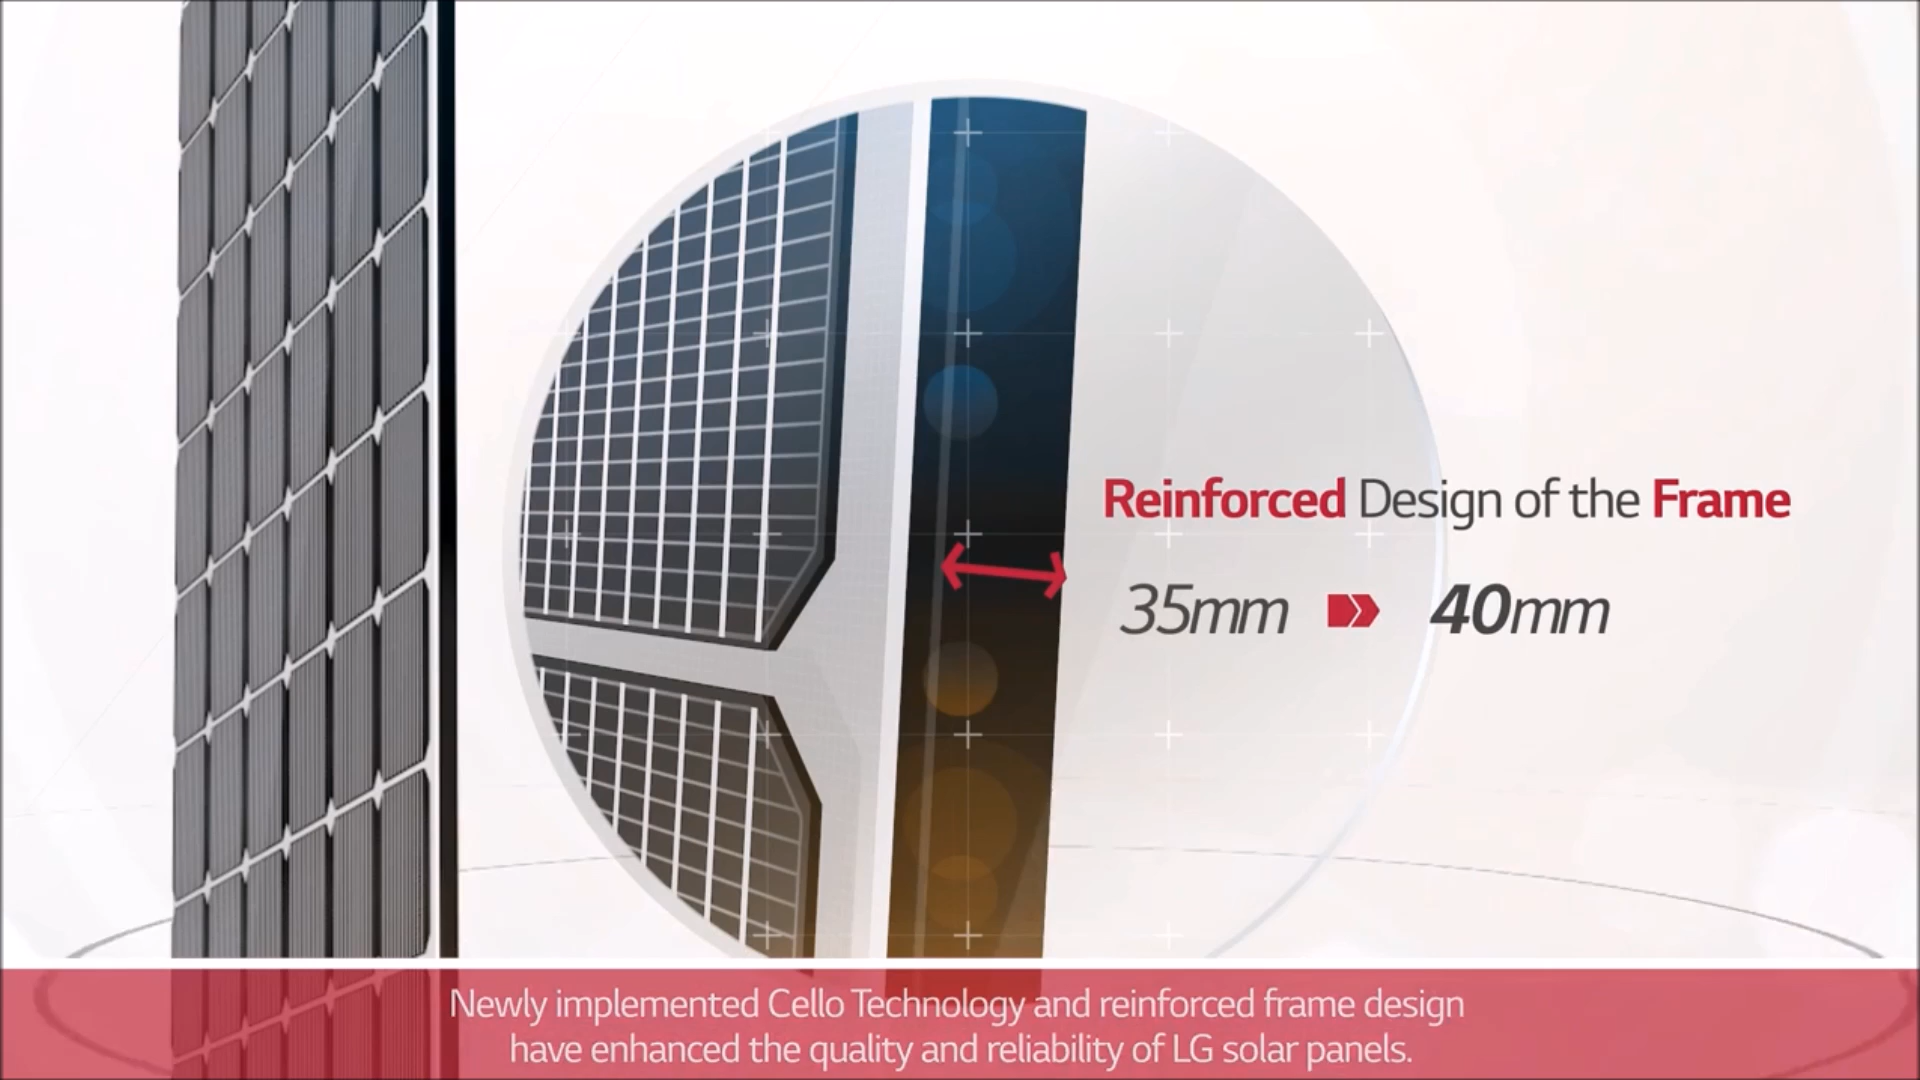 Reinforced Design of the Frame
35mm 40mm
Newly implemented Cello Technology and reinforced frame design
have enhanced the quality and reliability of LG solar panels.